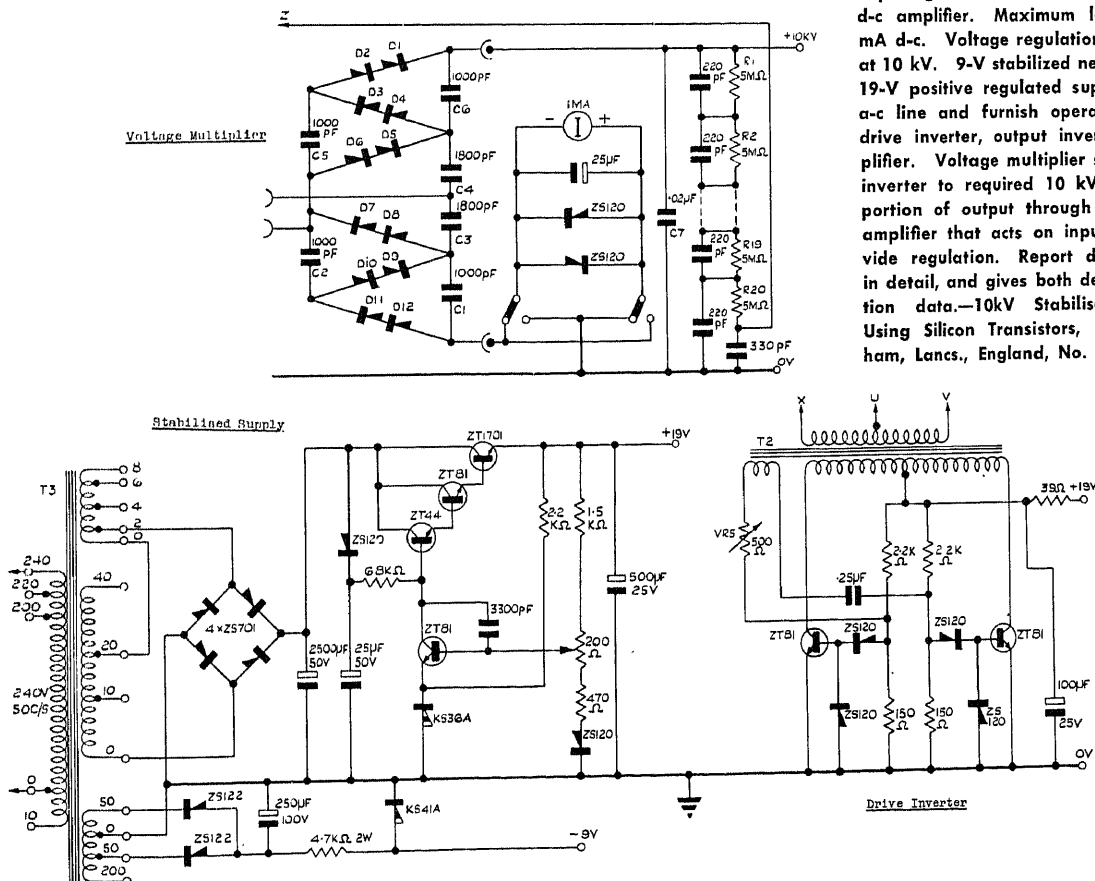 d-c amplifier. Maximum l
mA d-c. Voltage regulation
at 10 kV. 9-V stabilized ne
19-V positive regulated sup
a-c line and furnish opera
drive inverter, output inver
plifier. Voltage multiplier s
inverter to required 10 kV
portion of output through
amplifier that acts on input
vide regulation. Report d
in detail, and gives both de
tion data.—10kV Stabilis
Using Silicon Transistors,
ham, Lancs., England, No.
Z
+10KV
Voltage Multiplier
D2
D1
1000PF
C6
D3
D4
1000
PF
C5
D6
D5
1800PF
C4
D7
D8
1800PF
C3
1000
PF
C2
D10
D9
1000PF
C1
D11
D12
1MA
- I +
25µF
ZS120
ZS120
.02µF
C7
220
PF
R1
5MΩ
220
PF
R2
5MΩ
220
PF
R19
5MΩ
R20
5MΩ
220
PF
330PF
0V
Stabilised Supply
T3
8
6
4
2
0
240
220
200
40
20
10
0
240V
50C/S
0
10
50
0
50
200
4×ZS701
2500µF
50V
25µF
50V
ZS120
68KΩ
ZT44
ZT81
ZT1701
ZT81
3300PF
KS36A
2.2
KΩ
1.5
KΩ
200
Ω
470
Ω
ZS120
500µF
25V
+19V
ZS122
ZS122
250µF
100V
4.7KΩ 2W
KS41A
-9V
X
U
V
T2
VR5
500
Ω
.25µF
2.2K
Ω
2.2K
Ω
39Ω
+19V
ZT81
ZS120
ZS120
ZT81
ZS120
150
Ω
150
Ω
ZS
120
100µF
25V
0V
Drive Inverter